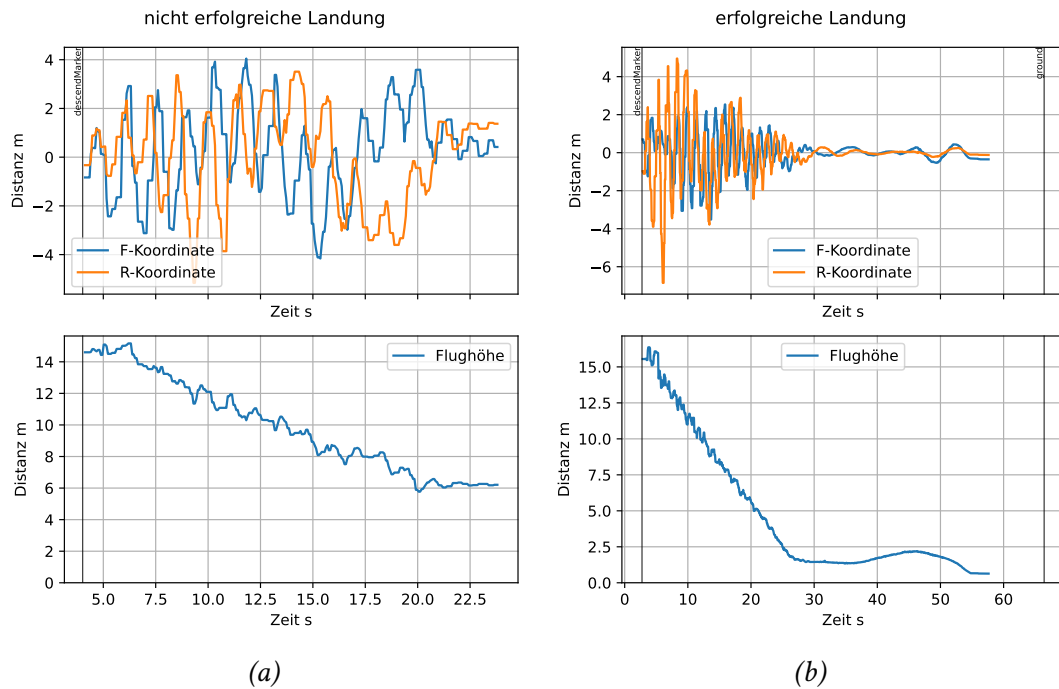 nicht erfolgreiche Landung
erfolgreiche Landung
descendMarker
4
2
0
−2
−4
Distanz m
F-Koordinate
R-Koordinate
Zeit s
descendMarker
ground
4
2
0
−2
−4
−6
Distanz m
F-Koordinate
R-Koordinate
Zeit s
14
12
10
8
6
4
2
0
Distanz m
Flughöhe
5.0 7.5 10.0 12.5 15.0 17.5 20.0 22.5
Zeit s
15.0
12.5
10.0
7.5
5.0
2.5
0.0
Distanz m
Flughöhe
0 10 20 30 40 50 60
Zeit s
(a)
(b)